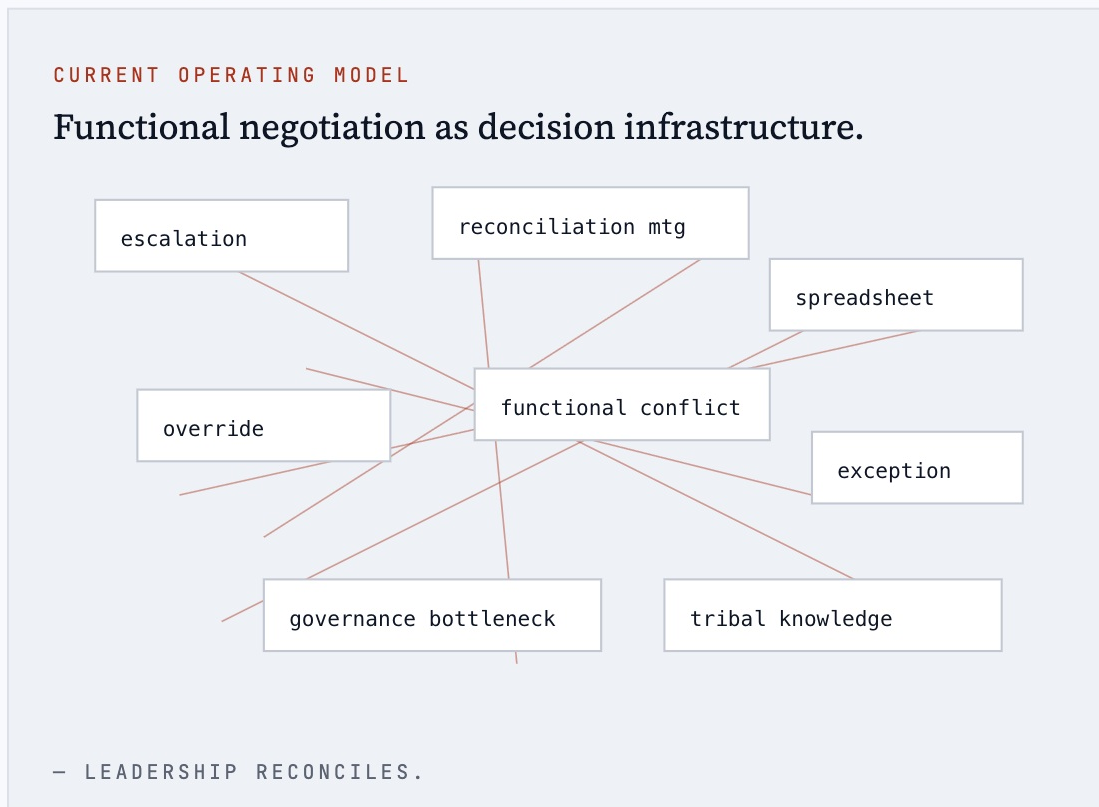 CURRENT OPERATING MODEL
Functional negotiation as decision infrastructure.
escalation
reconciliation mtg
spreadsheet
functional conflict
override
exception
governance bottleneck
tribal knowledge
— LEADERSHIP RECONCILES.